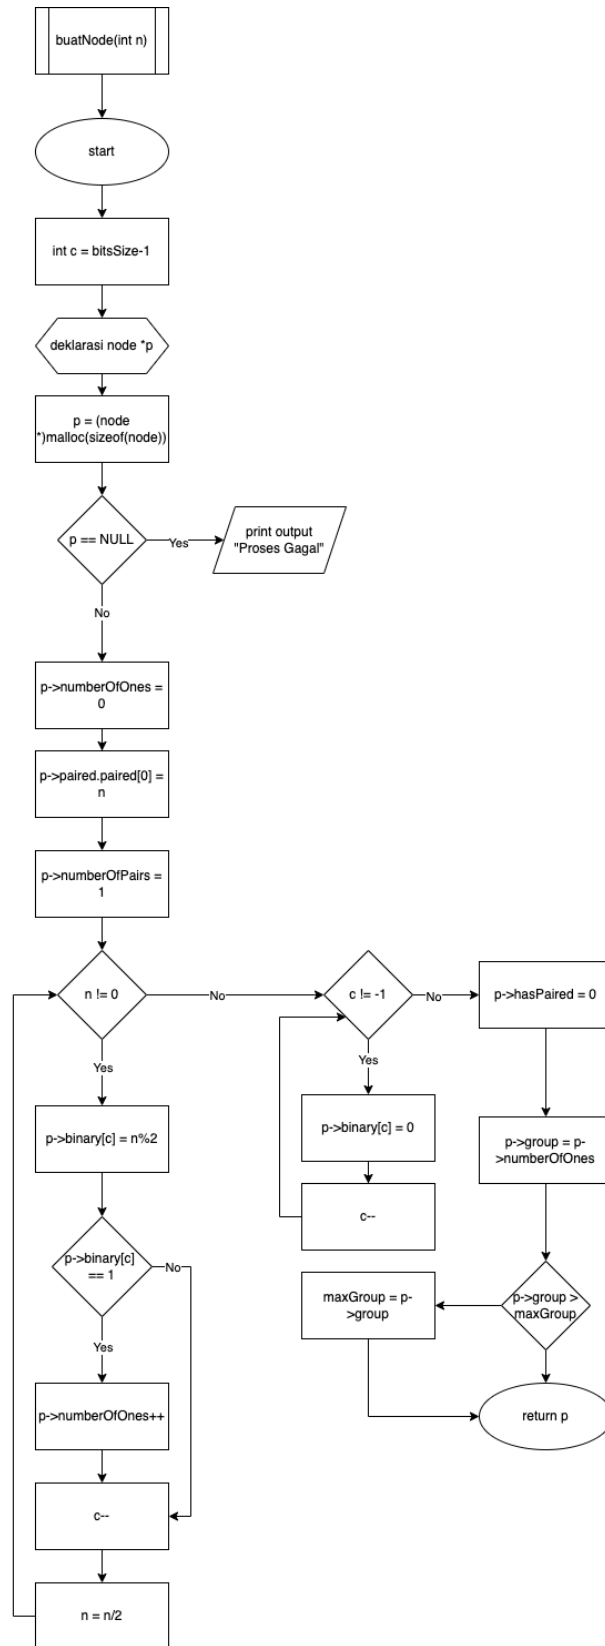 buatNode(int n)
start
int c = bitsSize-1
deklarasi node *p
p = (node
*)malloc(sizeof(node))
p == NULL
Yes
print output
"Proses Gagal"
No
p->numberOfOnes =
0
p->paired.paired[0] =
n
p->numberOfPairs =
1
n != 0
No
c != -1
No
p->hasPaired = 0
Yes
Yes
p->binary[c] = n%2
p->binary[c] = 0
p->group = p-
>numberOfOnes
c--
p->binary[c]
== 1
No
maxGroup = p-
>group
p->group >
maxGroup
Yes
p->numberOfOnes++
return p
c--
n = n/2